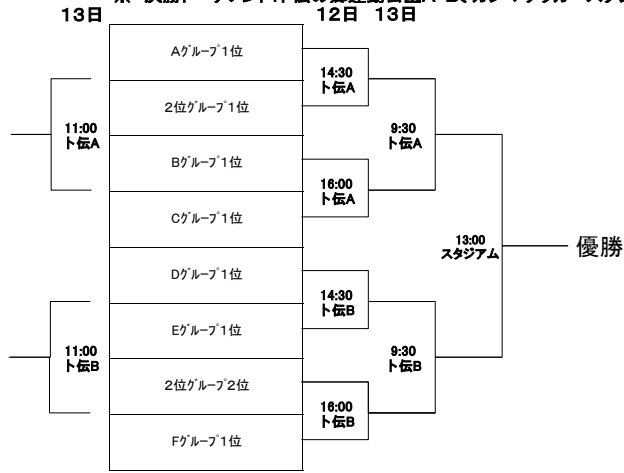 13日 12日 13日
Aグループ1位
14:30
ト伝A
2位グループ1位
11:00
ト伝A
9:30
ト伝A
Bグループ1位
16:00
ト伝A
Cグループ1位
13:00
スタジアム
優勝
Dグループ1位
14:30
ト伝B
Eグループ1位
11:00
ト伝B
9:30
ト伝B
2位グループ2位
16:00
ト伝B
Fグループ1位